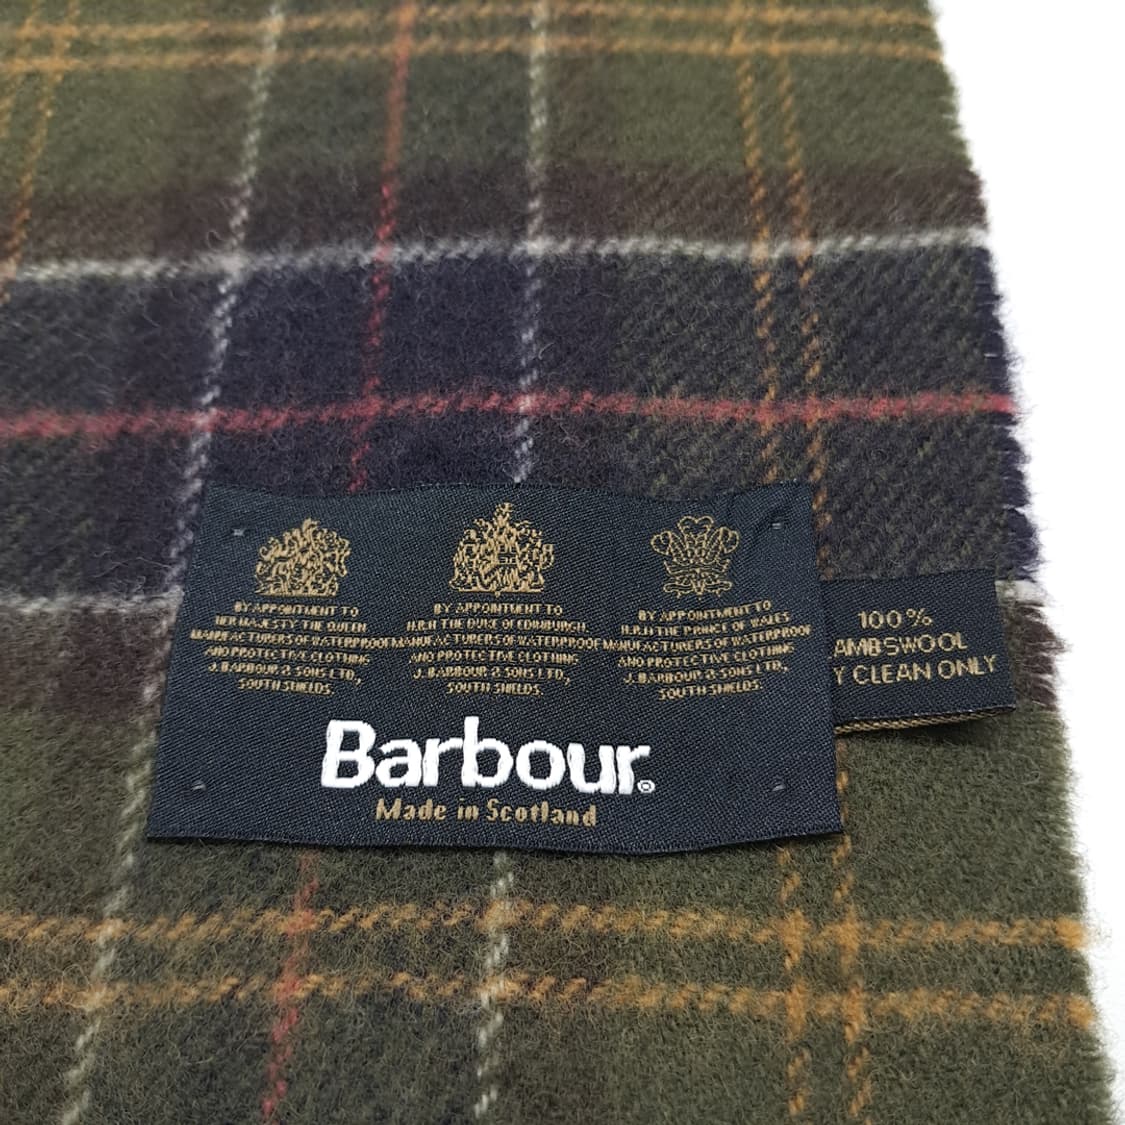 BY APPOINTMENT TO
HER MAJESTY THE QUEEN
MANUFACTURERS OF WATERPROOF
AND PROTECTIVE CLOTHING
J. BARBOUR & SONS LTD.,
SOUTH SHIELDS.
BY APPOINTMENT TO
H.R.H THE DUKE OF EDINBURGH.
MANUFACTURERS OF WATERPROOF
AND PROTECTIVE CLOTHING
J. BARBOUR & SONS LTD.,
SOUTH SHIELDS.
BY APPOINTMENT TO
H.R.H THE PRINCE OF WALES
MANUFACTURERS OF WATERPROOF
AND PROTECTIVE CLOTHING
J. BARBOUR & SONS LTD.,
SOUTH SHIELDS.
Barbour®
Made in Scotland
100%
AMBSWOOL
Y CLEAN ONLY